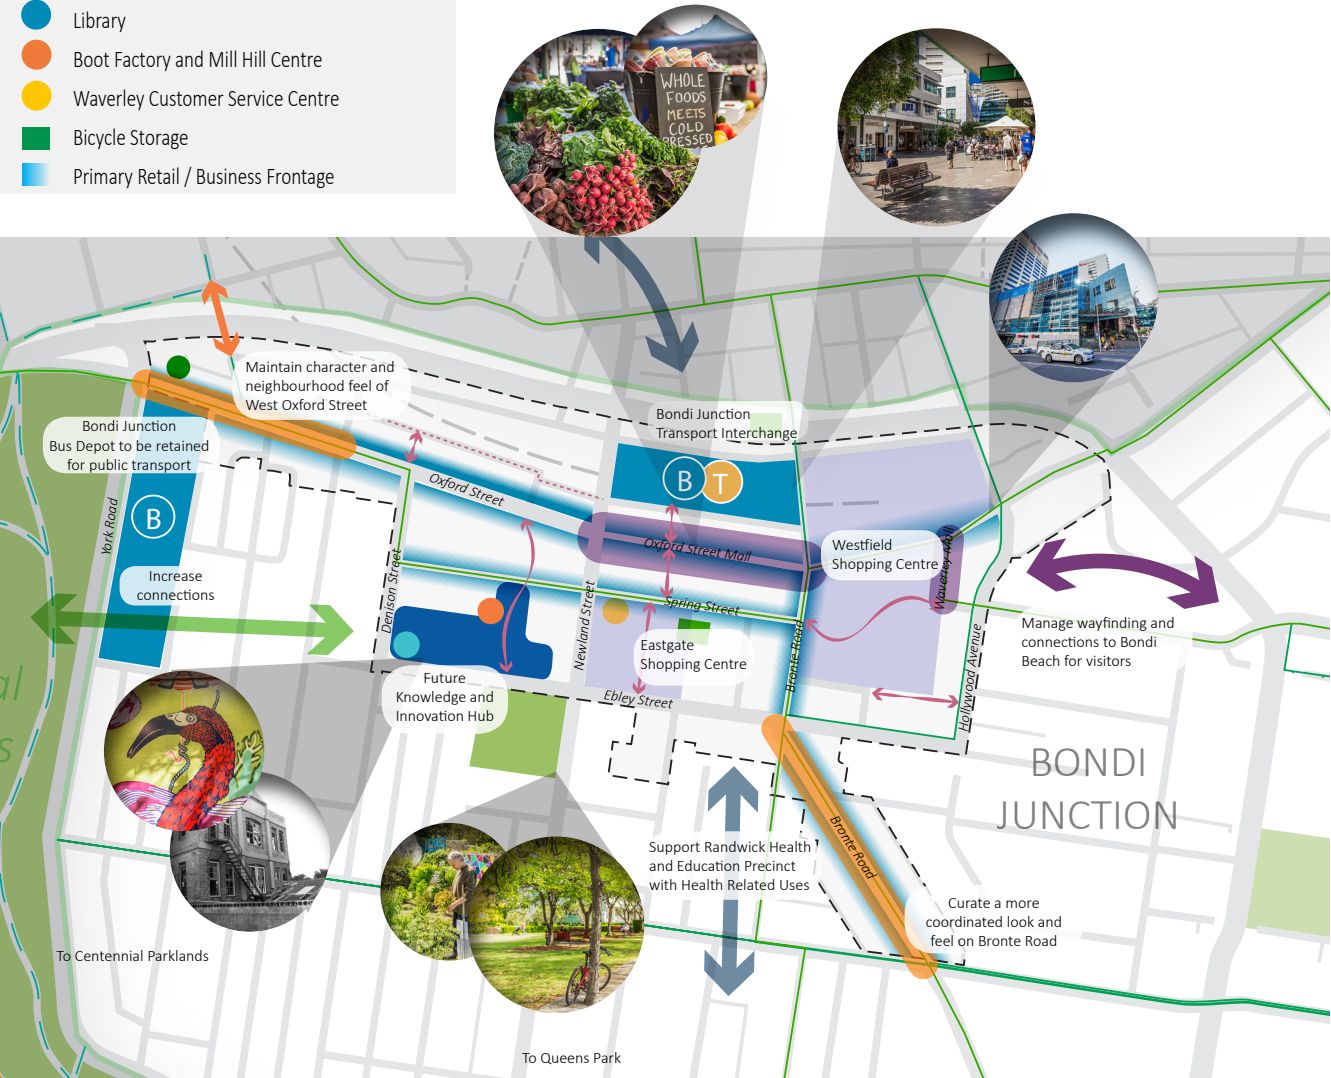 Library
Boot Factory and Mill Hill Centre
Waverley Customer Service Centre
Bicycle Storage
Primary Retail / Business Frontage
WHOLE
FOODS
MEETS
COLD
PRESSED
Maintain character and
neighbourhood feel of
West Oxford Street
Bondi Junction
Bus Depot to be retained
for public transport
Bondi Junction
Transport Interchange
B
T
Oxford Street
B
York Road
Oxford Street Mall
Westfield
Shopping Centre
Waverley Mall
Increase
connections
Denison Street
Newland Street
Spring Street
Eastgate
Shopping Centre
Bronte Road
Manage wayfinding and
connections to Bondi
Beach for visitors
Hollywood Avenue
Future
Knowledge and
Innovation Hub
Ebley Street
al
s
BONDI
JUNCTION
Support Randwick Health
and Education Precinct
with Health Related Uses
Bronte Road
Curate a more
coordinated look and
feel on Bronte Road
To Centennial Parklands
To Queens Park